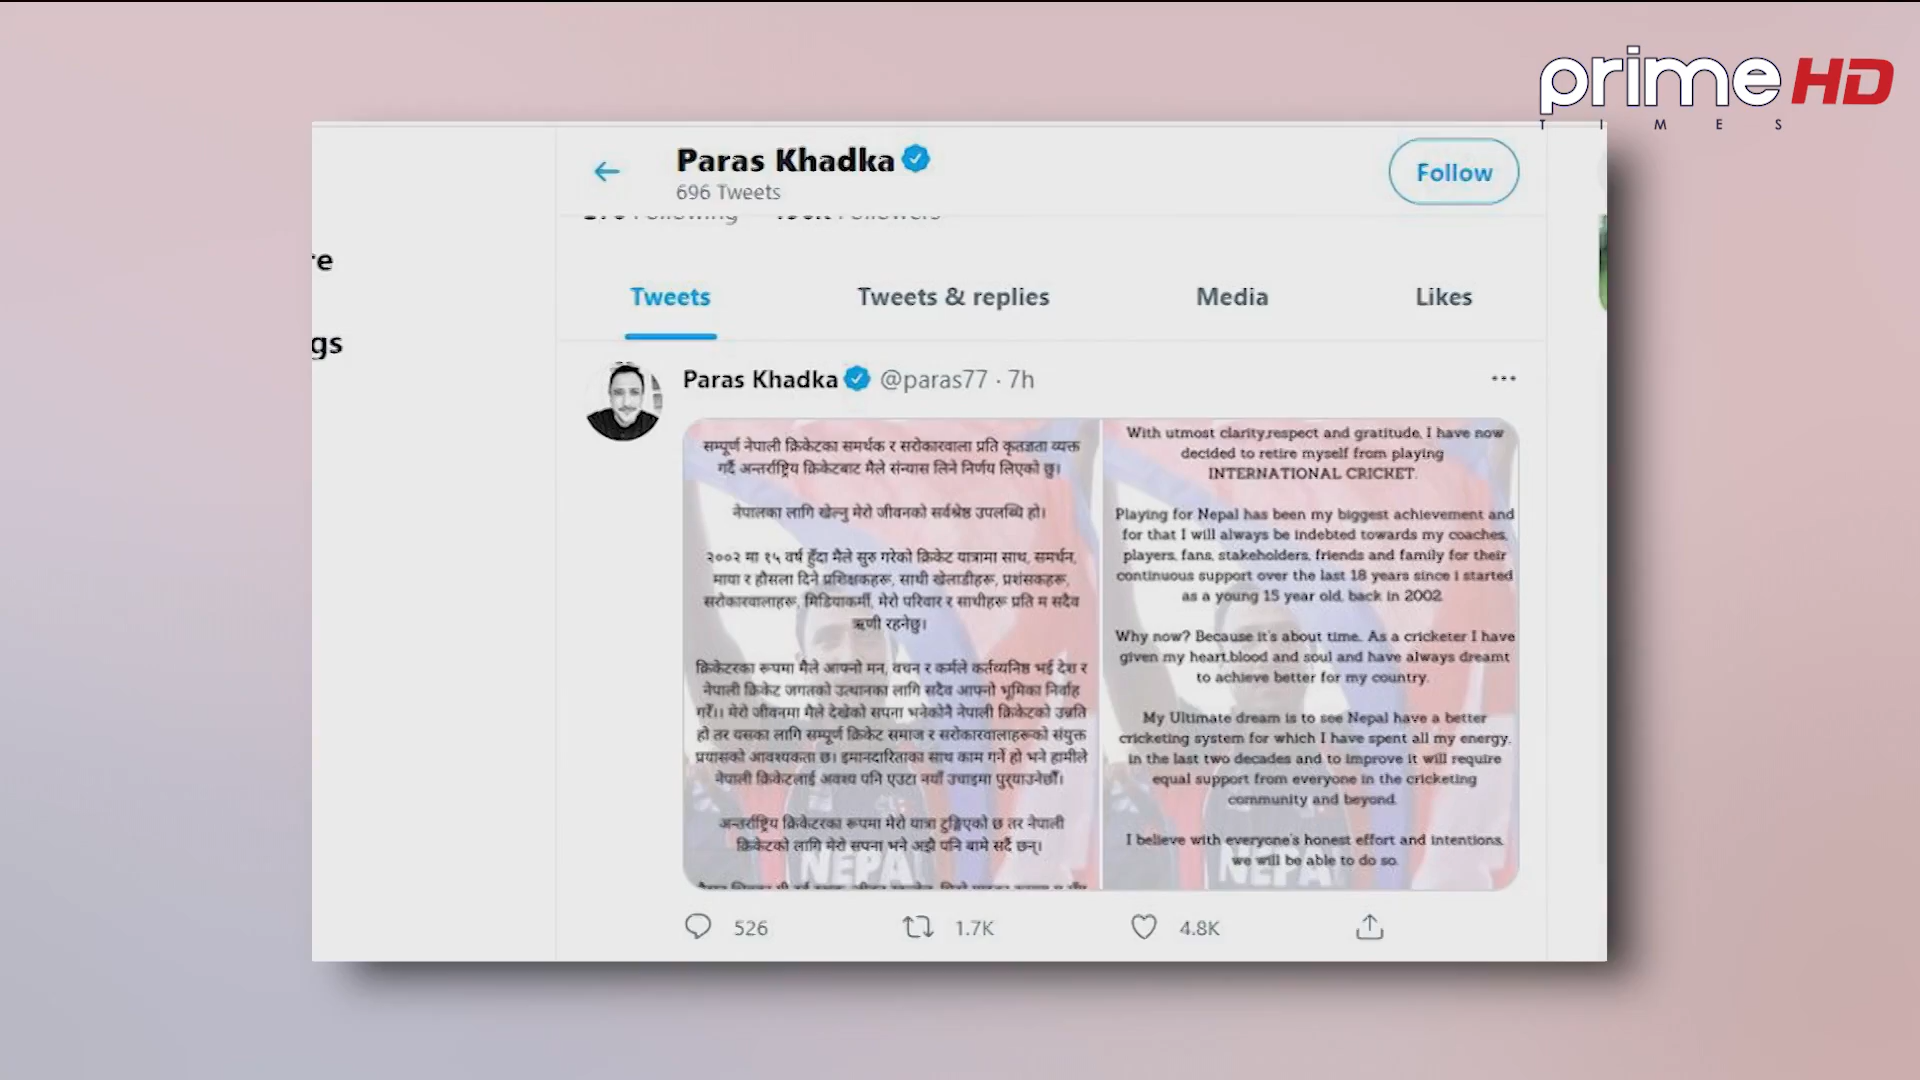 prime HD
TIMES
Paras Khadka
696 Tweets
Following Followers
Follow
re
gs
Tweets
Tweets & replies
Media
Likes
Paras Khadka @paras77 · 7h
सम्पूर्ण नेपाली क्रिकेटका समर्थक र सरोकारवाला प्रति कृतज्ञता व्यक्त
गर्दै अन्तर्राष्ट्रिय क्रिकेटबाट मैले संन्यास लिने निर्णय लिएको छु।
नेपालका लागि खेल्नु मेरो जीवनको सर्वश्रेष्ठ उपलब्धि हो।
२००२ मा १५ वर्ष हुँदा मैले सुरु गरेको क्रिकेट यात्रामा साथ, समर्थन,
माया र हौसला दिने प्रशिक्षकहरू, साथी खेलाडीहरू, प्रशंसकहरू,
सरोकारवालाहरू, मिडियाकर्मी, मेरो परिवार र साथीहरू प्रति म सदैव
ऋणी रहनेछु।
क्रिकेटरका रूपमा मैले आफ्नो मन, वचन र कर्मले कर्तव्यनिष्ठ भई देश र
नेपाली क्रिकेट जगतको उत्थानका लागि सदैव आफ्नो भूमिका निर्वाह
गरेँ।। मेरो जीवनमा मैले देखेको सपना भनेकोनै नेपाली क्रिकेटको उन्नति
हो तर यसका लागि सम्पूर्ण क्रिकेट समाज र सरोकारवालाहरूको संयुक्त
प्रयासको आवश्यकता छ। इमानदारिताका साथ काम गर्ने हो भने हामीले
नेपाली क्रिकेटलाई अवश्य पनि एउटा नयाँ उचाइमा पुर्‍याउनेछौँ।
अन्तर्राष्ट्रिय क्रिकेटरका रूपमा मेरो यात्रा टुङ्गिएको छ तर नेपाली
क्रिकेटको लागि मेरो सपना भने अझै पनि बामे सर्दै छन्।
NEPAL
With utmost clarity,respect and gratitude, I have now
decided to retire myself from playing
INTERNATIONAL CRICKET.
Playing for Nepal has been my biggest achievement and
for that I will always be indebted towards my coaches,
players, fans, stakeholders, friends and family for their
continuous support over the last 18 years since i started
as a young 15 year old, back in 2002.
Why now? Because it's about time. As a cricketer I have
given my heart,blood and soul and have always dreamt
to achieve better for my country.
My Ultimate dream is to see Nepal have a better
cricketing system for which I have spent all my energy,
in the last two decades and to improve it will require
equal support from everyone in the cricketing
community and beyond.
I believe with everyone's honest effort and intentions,
we will be able to do so.
NEPAL
526
1.7K
4.8K